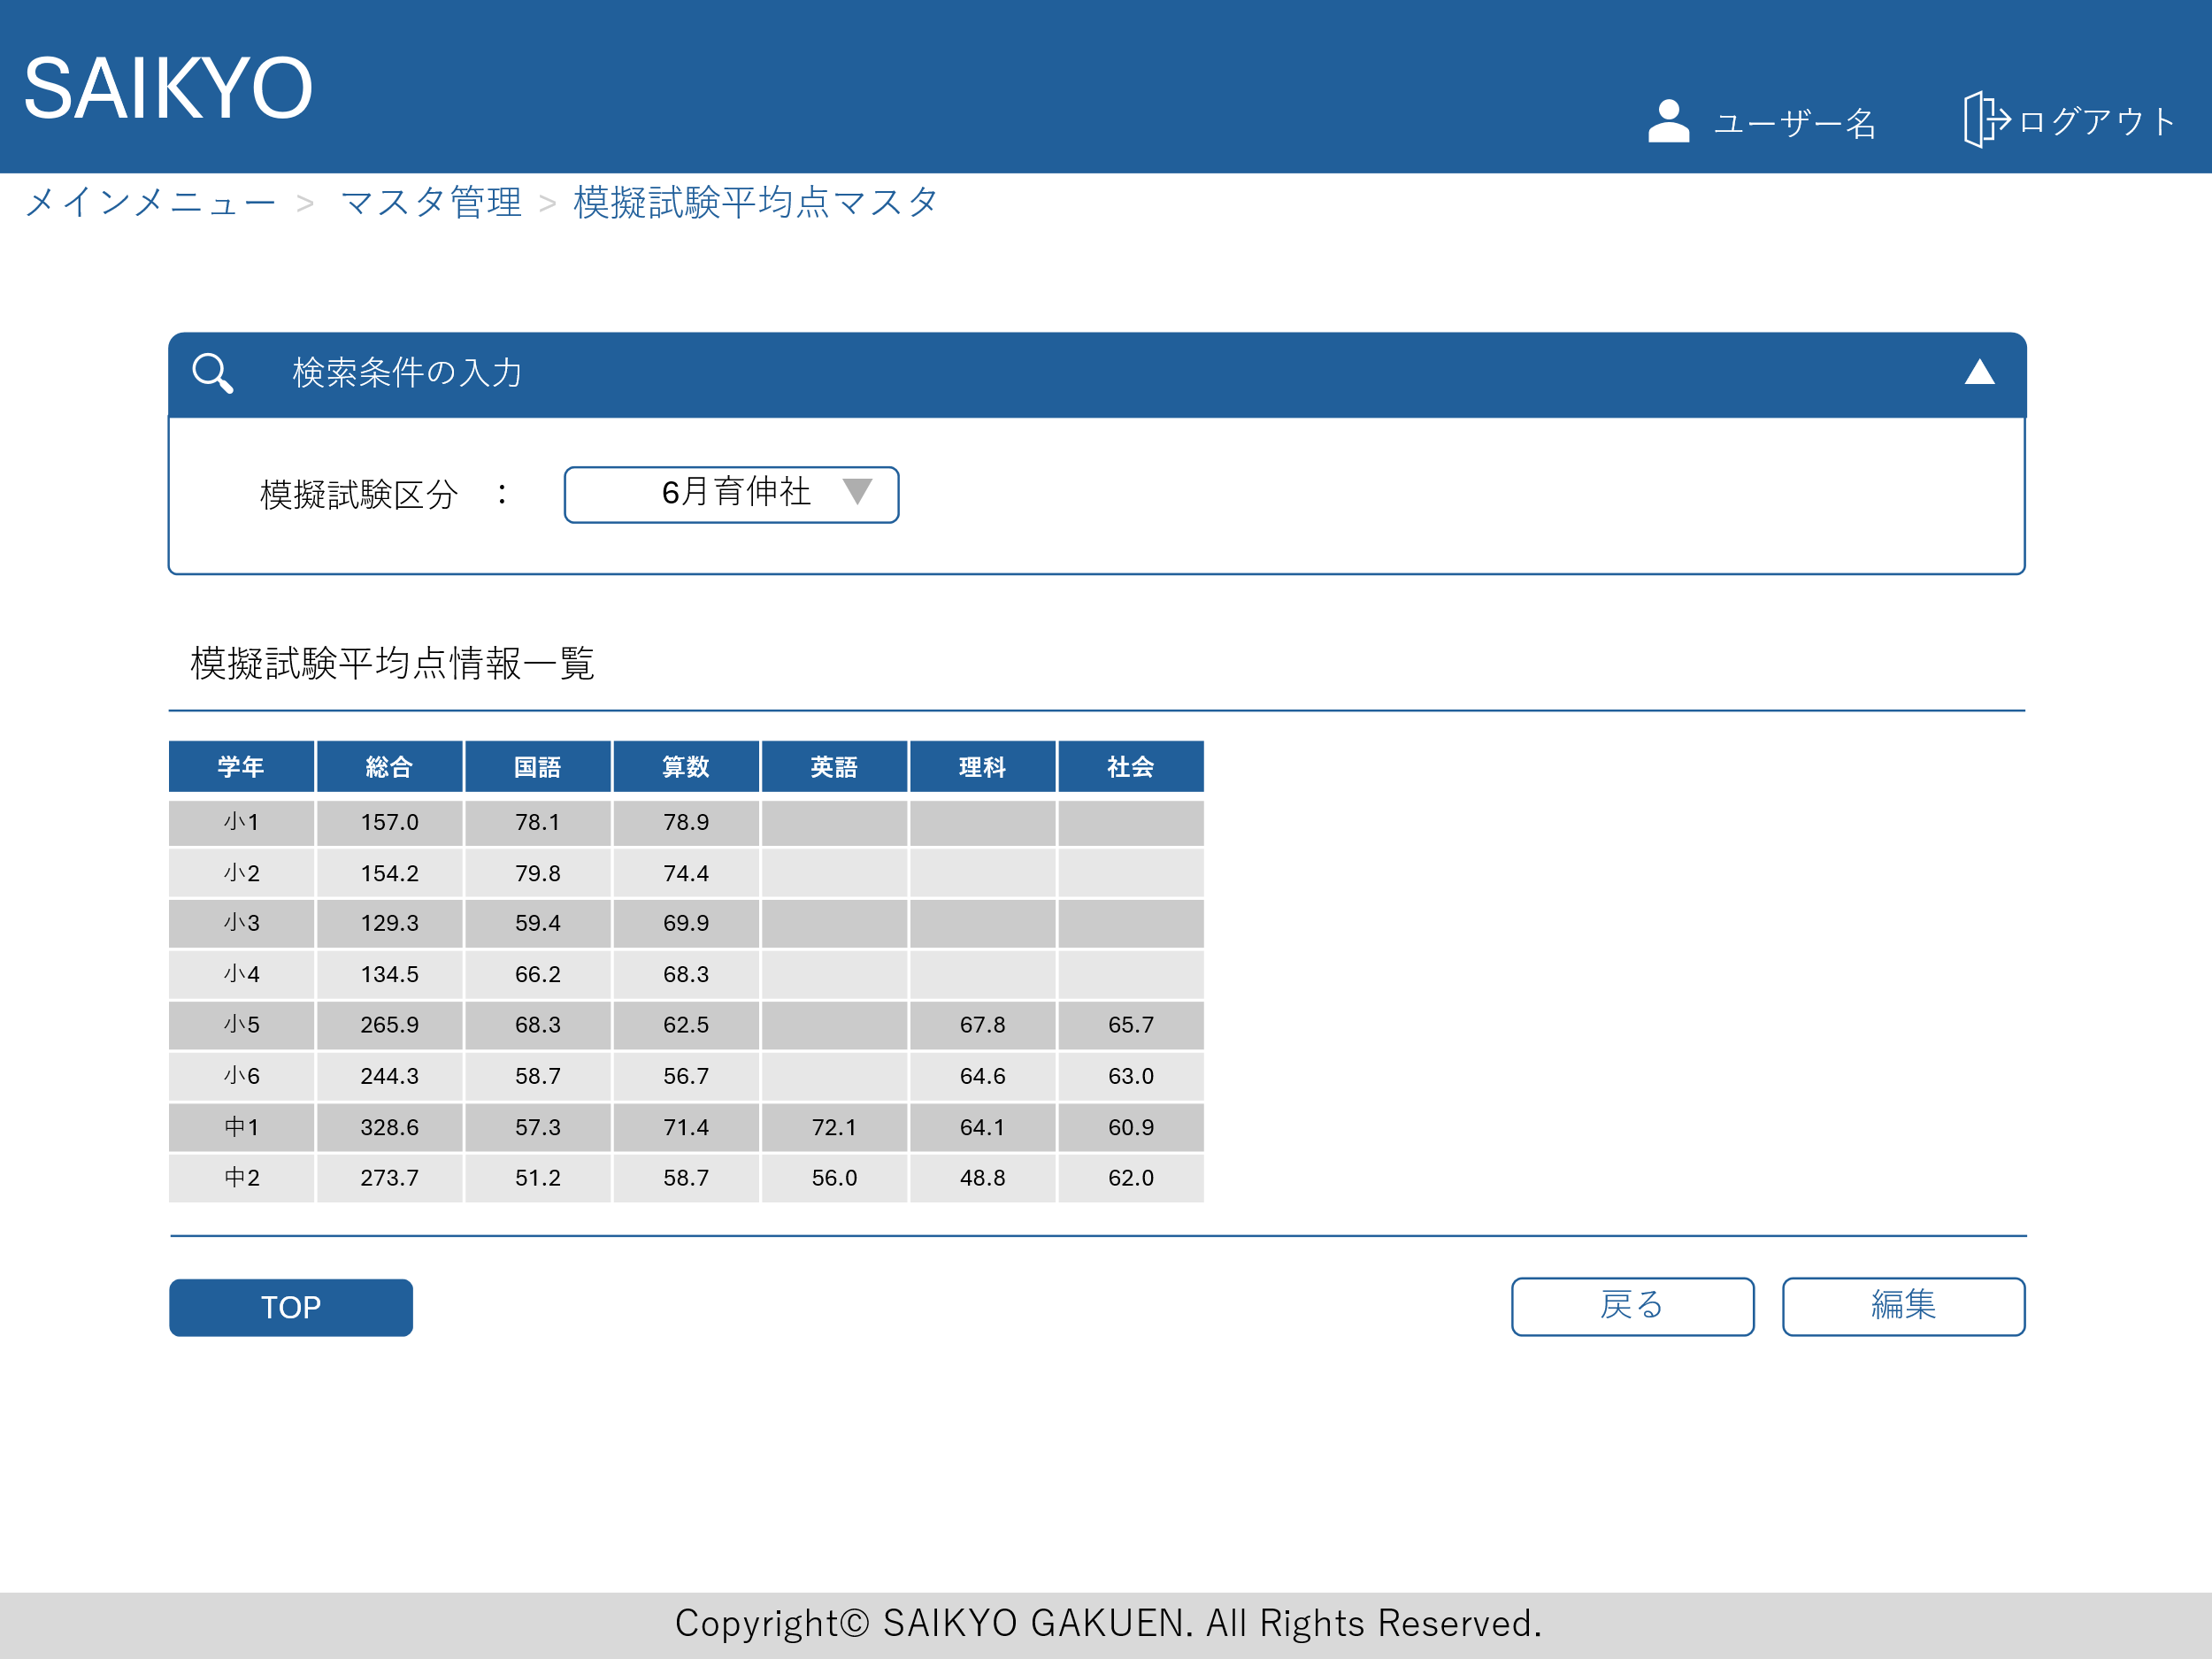 SAIKYO
ユーザー名 ログアウト
メインメニュー > マスタ管理 > 模擬試験平均点マスタ
検索条件の入力 ▲
模擬試験区分 : 6月育伸社 ▼
模擬試験平均点情報一覧
学年 総合 国語 算数 英語 理科 社会
小1 157.0 78.1 78.9
小2 154.2 79.8 74.4
小3 129.3 59.4 69.9
小4 134.5 66.2 68.3
小5 265.9 68.3 62.5 67.8 65.7
小6 244.3 58.7 56.7 64.6 63.0
中1 328.6 57.3 71.4 72.1 64.1 60.9
中2 273.7 51.2 58.7 56.0 48.8 62.0
TOP 戻る 編集
Copyright© SAIKYO GAKUEN. All Rights Reserved.